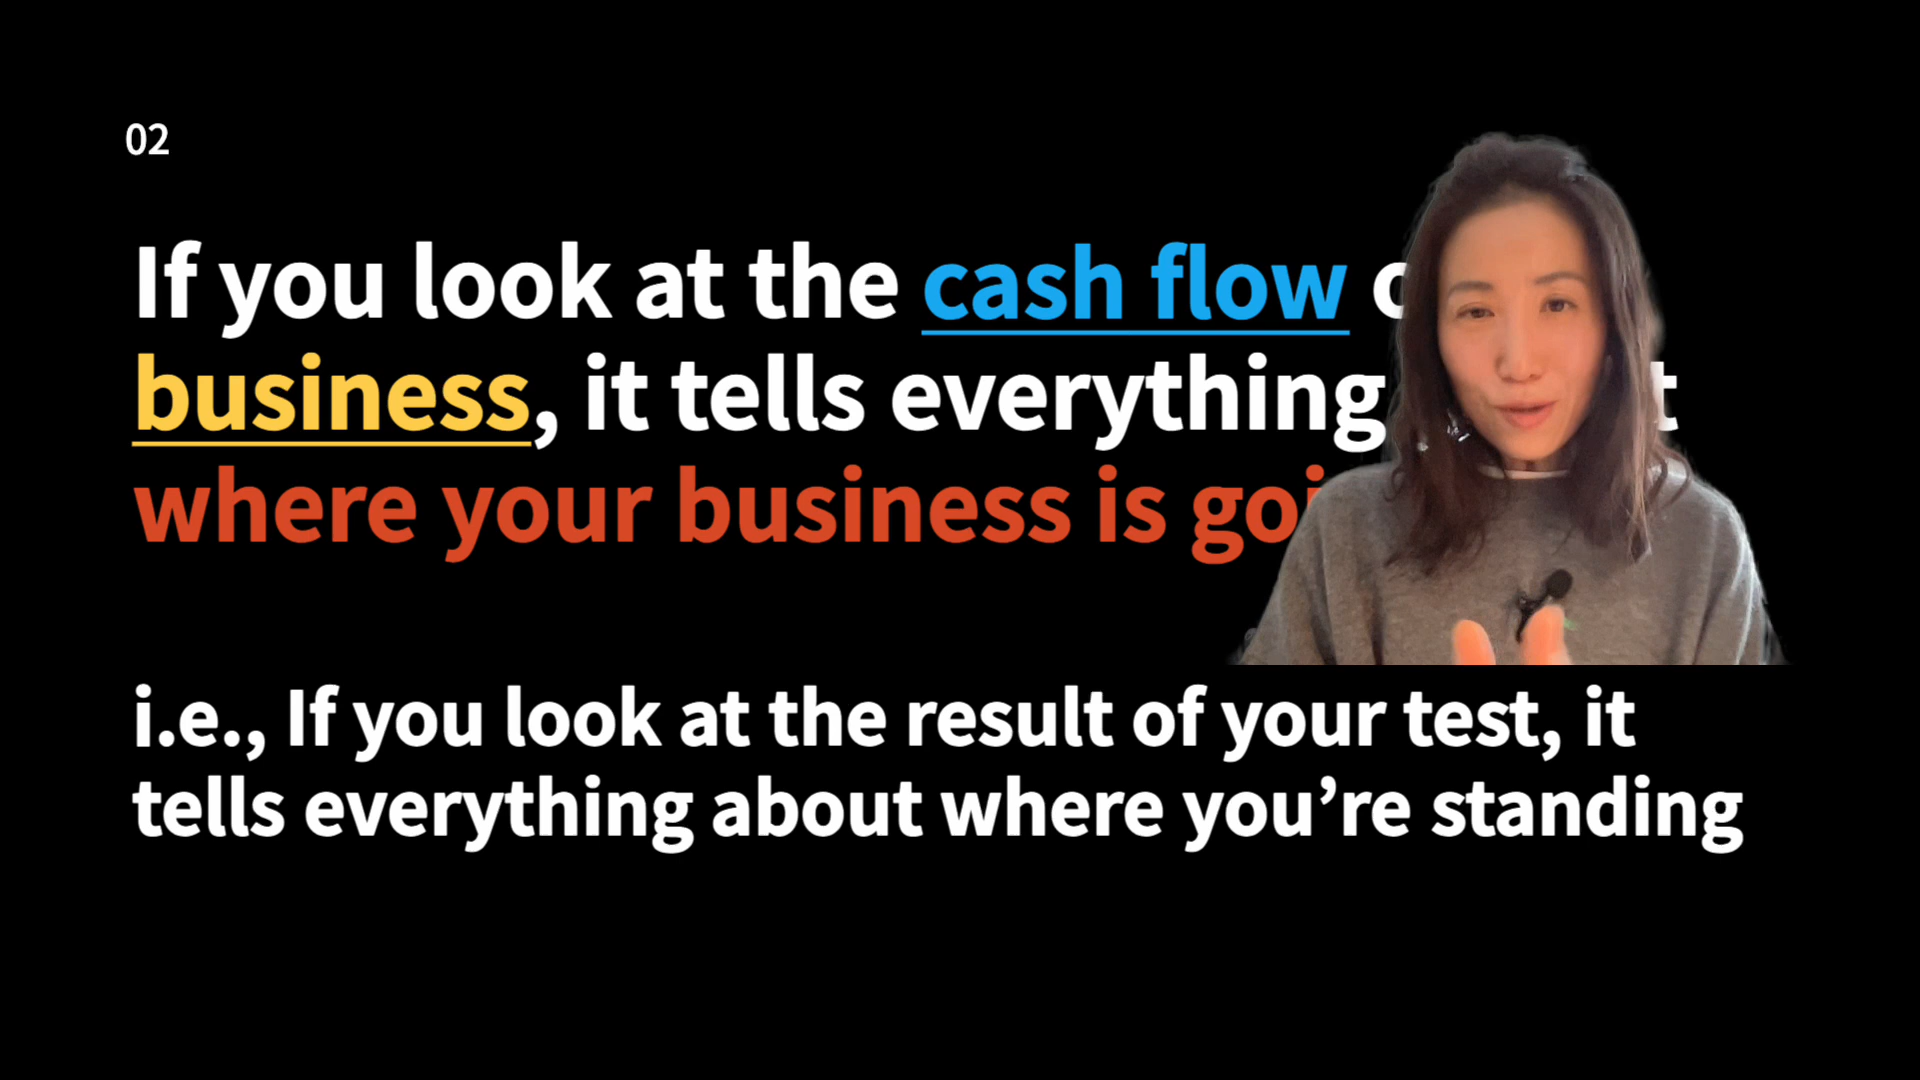 02
If you look at the cash flow
business, it tells everything
where your business is
i.e., If you look at the result of your test, it
tells everything about where you’re standing